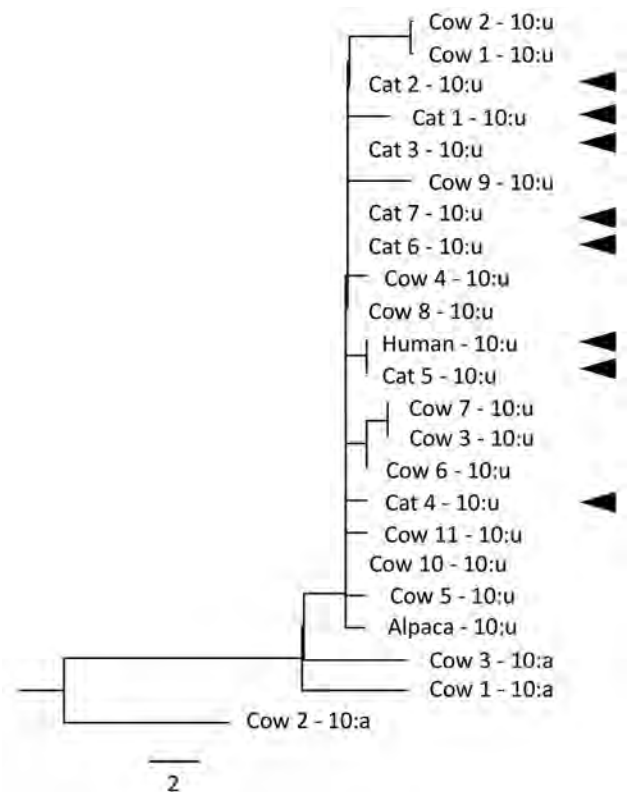 Cow 2 - 10:u
Cow 1 - 10:u
Cat 2 - 10:u
Cat 1 - 10:u
Cat 3 - 10:u
Cow 9 - 10:u
Cat 7 - 10:u
Cat 6 - 10:u
Cow 4 - 10:u
Cow 8 - 10:u
Human - 10:u
Cat 5 - 10:u
Cow 7 - 10:u
Cow 3 - 10:u
Cow 6 - 10:u
Cat 4 - 10:u
Cow 11 - 10:u
Cow 10 - 10:u
Cow 5 - 10:u
Alpaca - 10:u
Cow 3 - 10:a
Cow 1 - 10:a
Cow 2 - 10:a
2